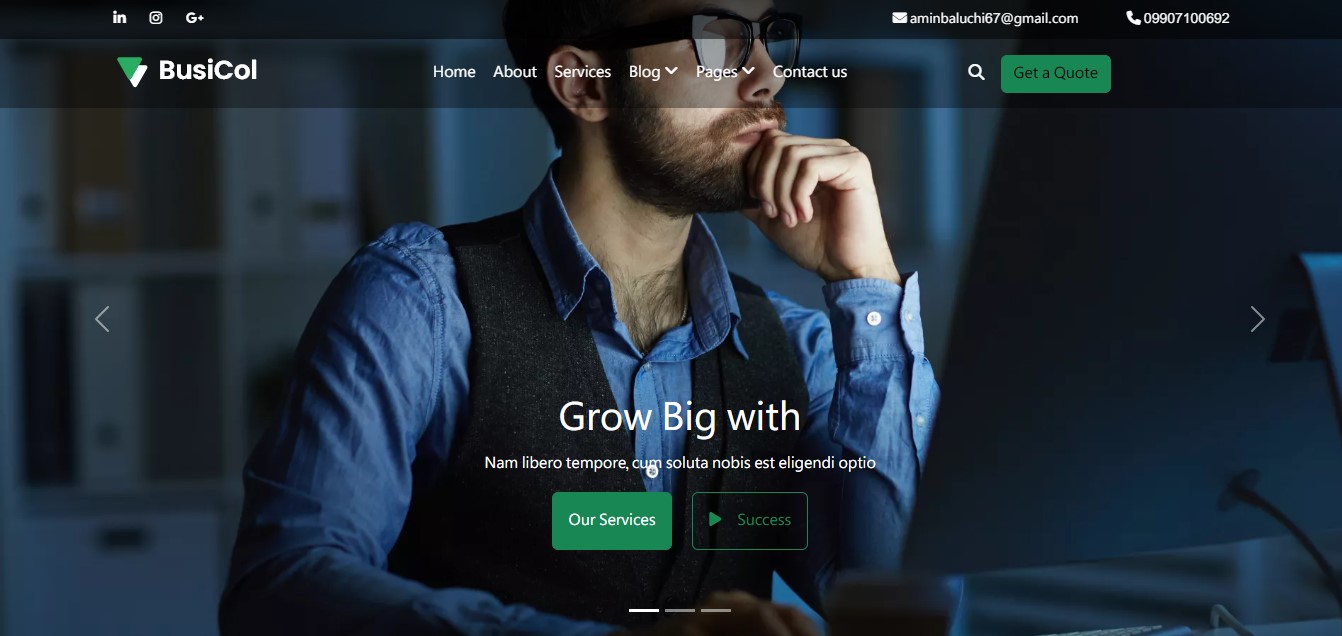 aminbaluchi67@gmail.com 09907100692
BusiCol Home About Services Blog Pages Contact us Get a Quote
Grow Big with
Nam libero tempore, cum soluta nobis est eligendi optio
Our Services Success